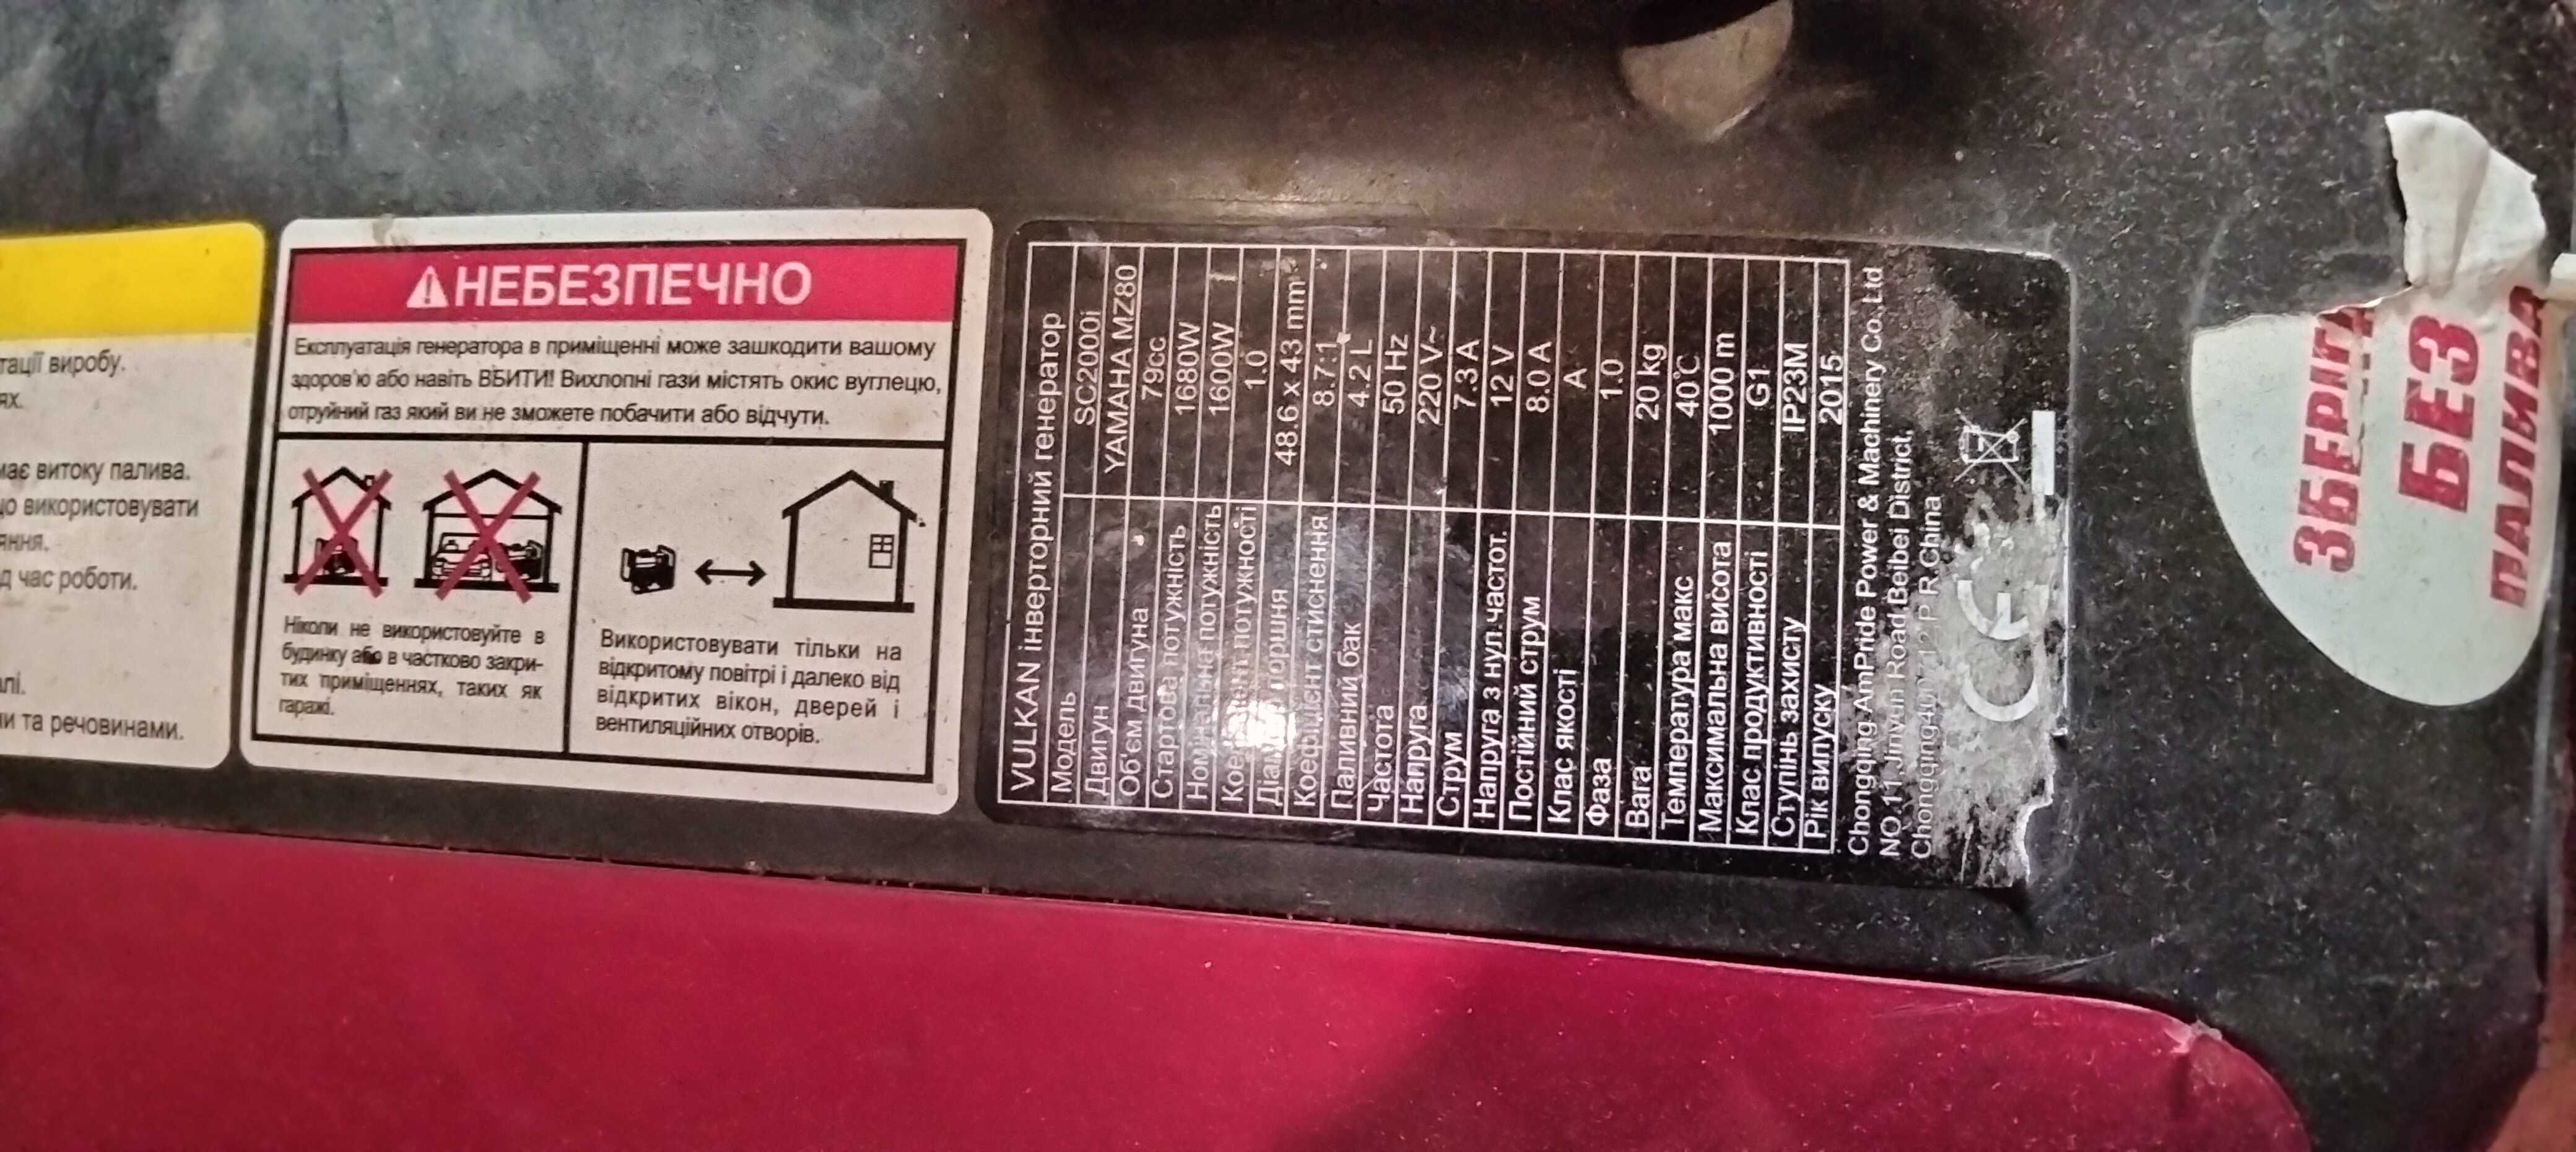 тації виробу.
має витоку палива.
використовувати
час роботи.
та речовинами.
НЕБЕЗПЕЧНО
Експлуатація генератора в приміщенні може зашкодити вашому
здоров'ю або навіть ВБИТИ! Вихлопні гази містять окис вуглецю,
отруйний газ який ви не зможете побачити або відчути.
Ніколи не використовуйте в
будинку або в частково закри-
тих приміщеннях, таких як
гаражі.
Використовувати тільки на
відкритому повітрі і далеко від
відкритих вікон, дверей і
вентиляційних отворів.
VULKAN інверторний генератор
Модель SC2000i
Двигун YAMAHA MZ80
Об'єм двигуна 79cc
Стартова потужність 1680W
Номінальна потужність 1600W
Коефіцієнт потужності 1.0
Діаметр поршня 48.6 x 43 mm
Коефіцієнт стиснення 8.7:1
Паливний бак 4.2 L
Частота 50 Hz
Напруга 220 V~
Струм 7.3 A
Напруга з нул.частот. 12 V
Постійний струм 8.0 A
Клас якості A
Фаза 1.0
Вага 20 kg
Температура макс 40℃
Максимальна висота 1000 m
Клас продуктивності G1
Ступінь захисту IP23M
Рік випуску 2015
Chongqing AmPride Power & Machinery Co.,Ltd
NO.111,Jinyun Road,Beibei District,
P.R.China
CE
ЗБЕРІГА
БЕЗ
ПАЛИВА